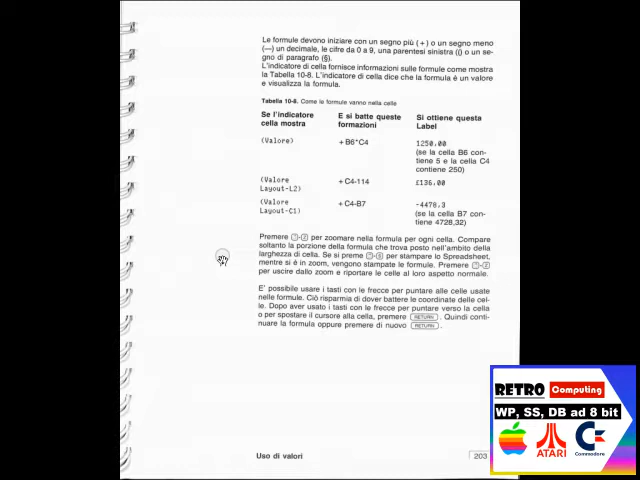 Le formule devono iniziare con un segno più (+) o un segno meno
(—) un decimale, le cifre da 0 a 9, una parentesi sinistra (() o un se-
gno di paragrafo (§).
L'indicatore di cella fornisce informazioni sulle formule come mostra
la Tabella 10-8. L'indicatore di cella dice che la formula è un valore
e visualizza la formula.
Tabella 10-8. Come le formule vanno nella celle
Se l'indicatore
cella mostra
E si batte queste
formazioni
Si ottiene questa
Label
(Valore)
+B6*C4
1250,00
(se la cella B6 con-
tiene 5 e la cella C4
contiene 250)
(Valore
Layout-L2)
+C4-114
£136,00
(Valore
Layout-C1)
+C4-B7
-4478,3
(se la cella B7 con-
tiene 4728,32)
Premere -Z per zoomare nella formula per ogni cella. Compare
soltanto la porzione della formula che trova posto nell'ambito della
larghezza di cella. Se si preme per stampare lo Spreadsheet,
mentre si è in zoom, vengono stampate le formule. Premere -Z
per uscire dallo zoom e riportare le celle al loro aspetto normale.
E' possibile usare i tasti con le frecce per puntare alle celle usate
nelle formule. Ciò risparmia di dover battere le coordinate delle cel-
le. Dopo aver usato i tasti con le frecce per puntare verso la cella
o per spostare il cursore alla cella, premere RETURN. Quindi conti-
nuare la formula oppure premere di nuovo RETURN.
Uso di valori
203
RETRO Computing
WP, SS, DB ad 8 bit
ATARI
Commodore